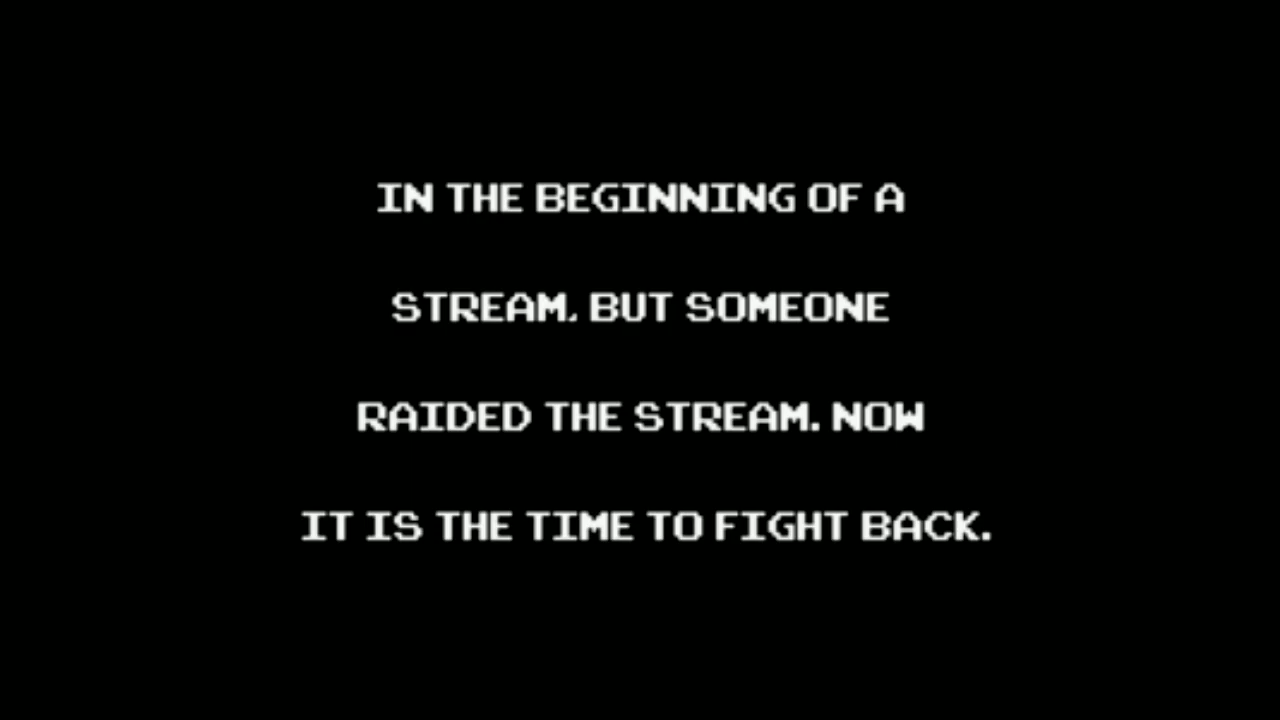 IN THE BEGINNING OF A
STREAM, BUT SOMEONE
RAIDED THE STREAM. NOW
IT IS THE TIME TO FIGHT BACK.